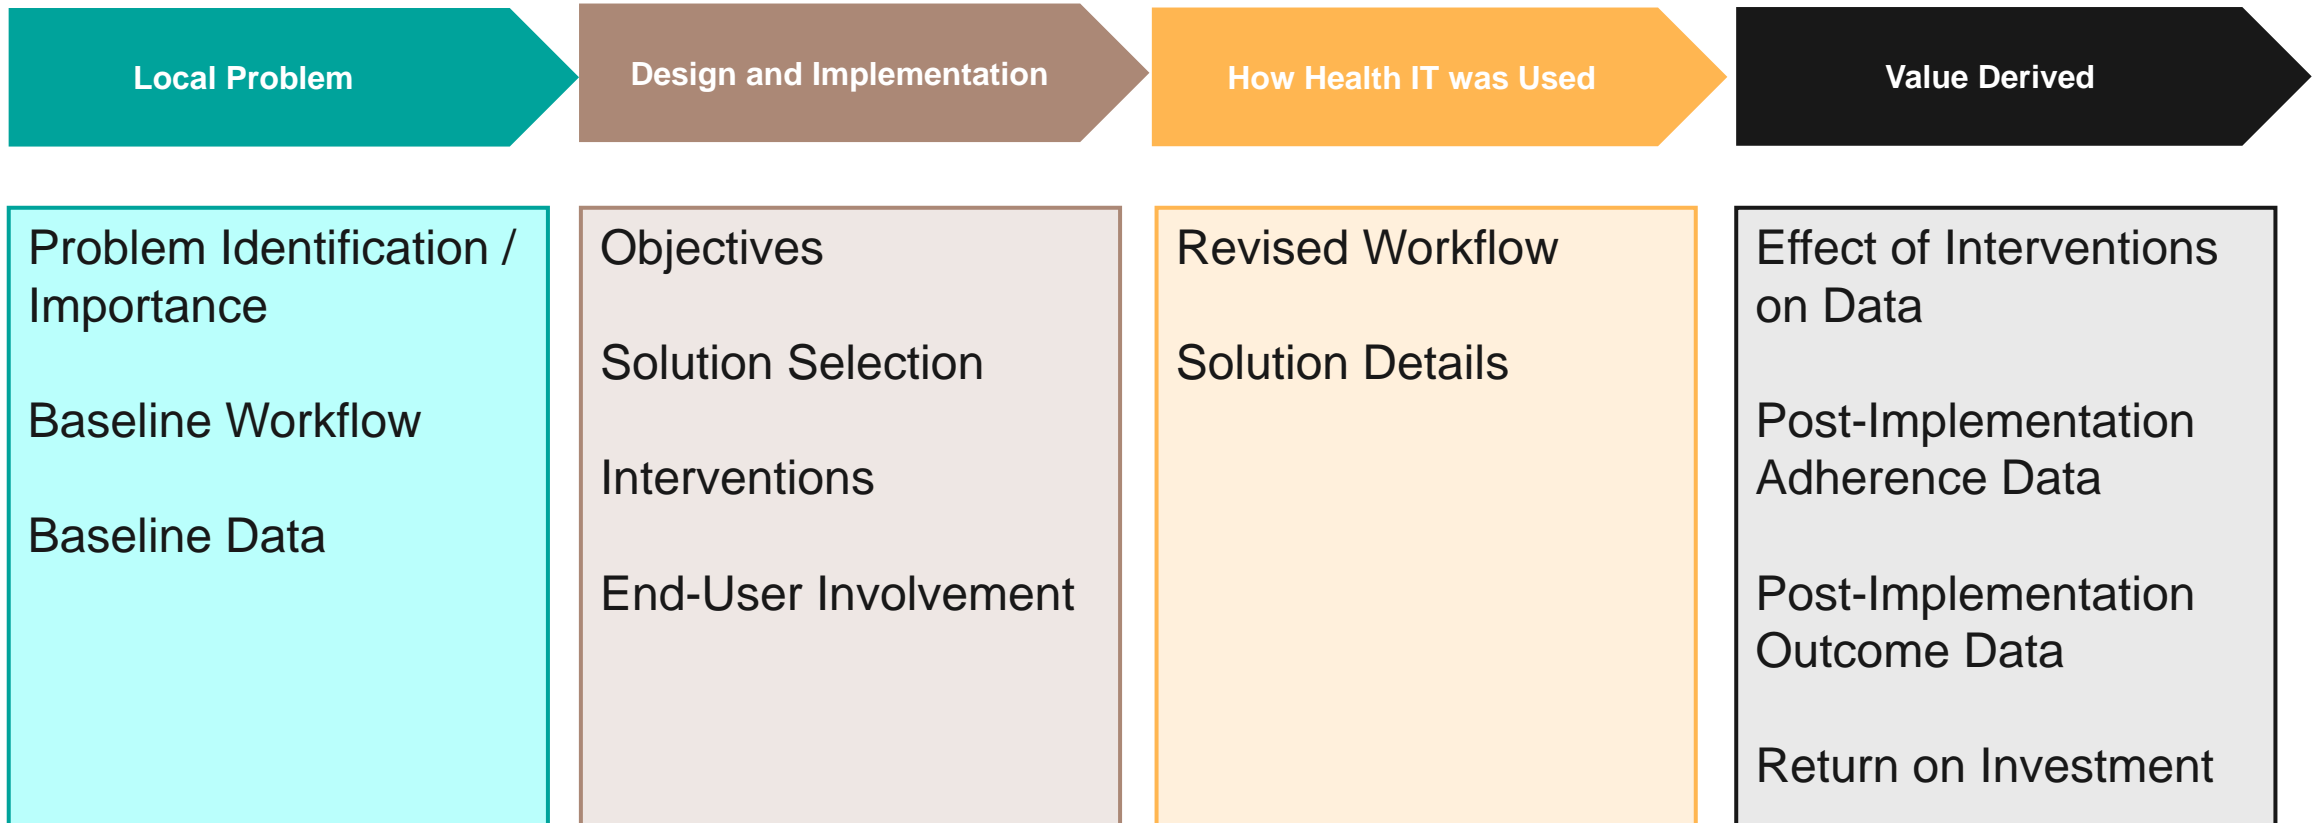 Local Problem
Design and Implementation
How Health IT was Used
Value Derived
Problem Identification /
Importance
Baseline Workflow
Baseline Data
Objectives
Solution Selection
Interventions
End-User Involvement
Revised Workflow
Solution Details
Effect of Interventions
on Data
Post-Implementation
Adherence Data
Post-Implementation
Outcome Data
Return on Investment